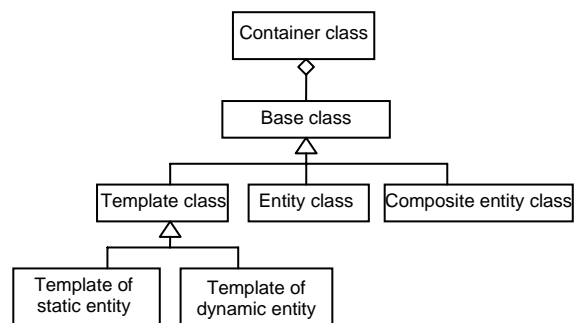 Container class
Base class
Template class
Entity class
Composite entity class
Template of
static entity
Template of
dynamic entity